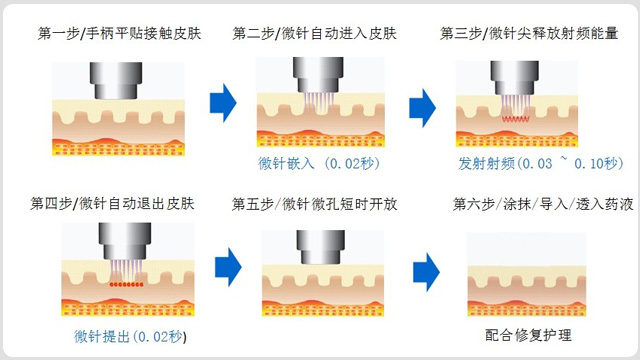 第一步/手柄平贴接触皮肤
第二步/微针自动进入皮肤
第三步/微针尖释放射频能量
微针嵌入 (0.02秒)
发射射频(0.03 ~ 0.10秒)
第四步/微针自动退出皮肤
第五步/微针微孔短时开放
第六步/涂抹/导入/透入药液
微针提出(0.02秒)
配合修复护理